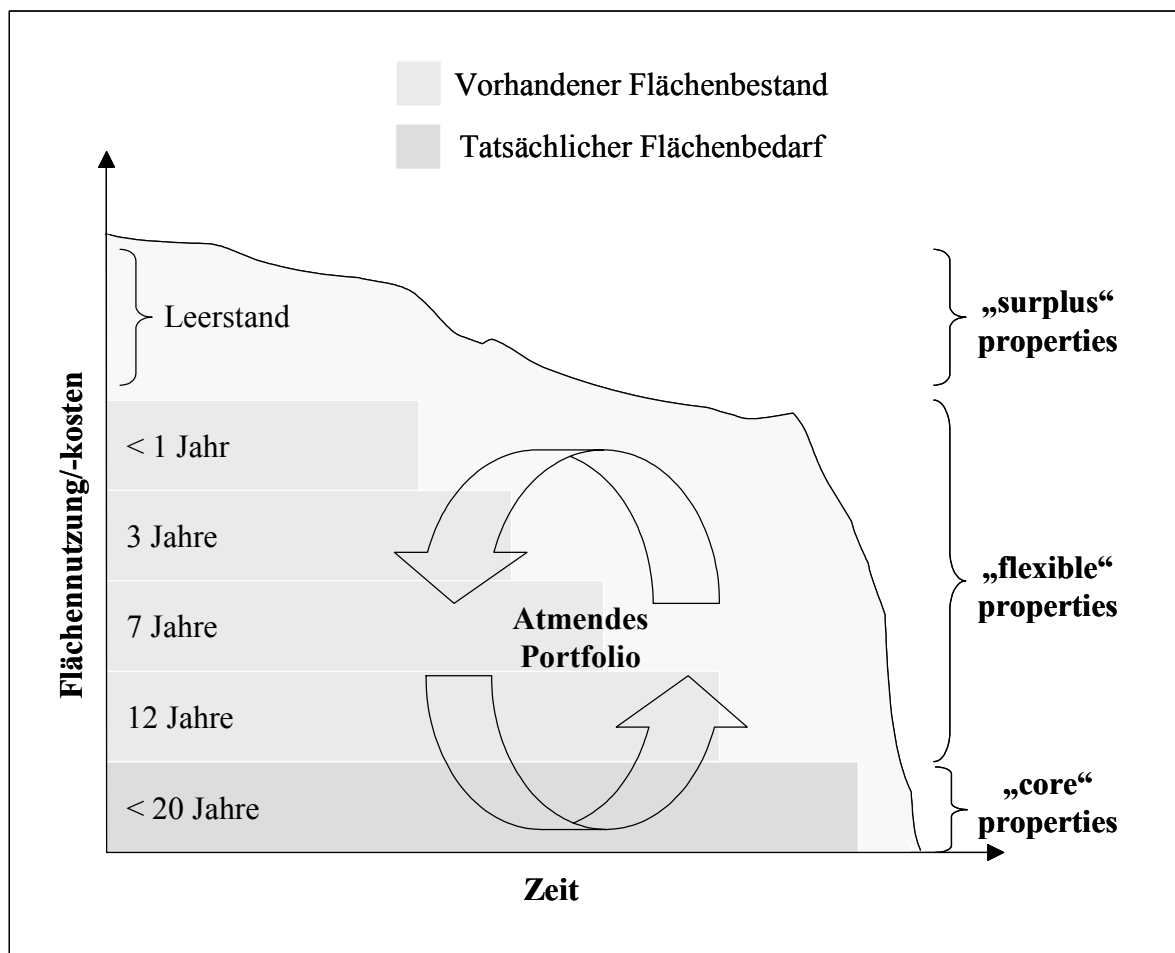 Vorhandener Flächenbestand
Tatsächlicher Flächenbedarf
Flächennutzung/-kosten
Leerstand
< 1 Jahr
3 Jahre
7 Jahre
12 Jahre
< 20 Jahre
Atmendes
Portfolio
„surplus“
properties
„flexible“
properties
„core“
properties
Zeit